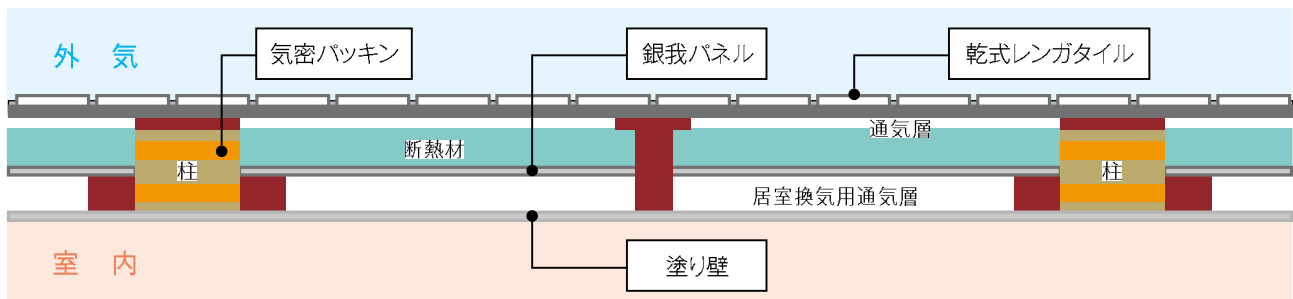 外 気
気密パッキン
銀我パネル
乾式レンガタイル
通気層
断熱材
柱
柱
居室換気用通気層
室 内
塗り壁